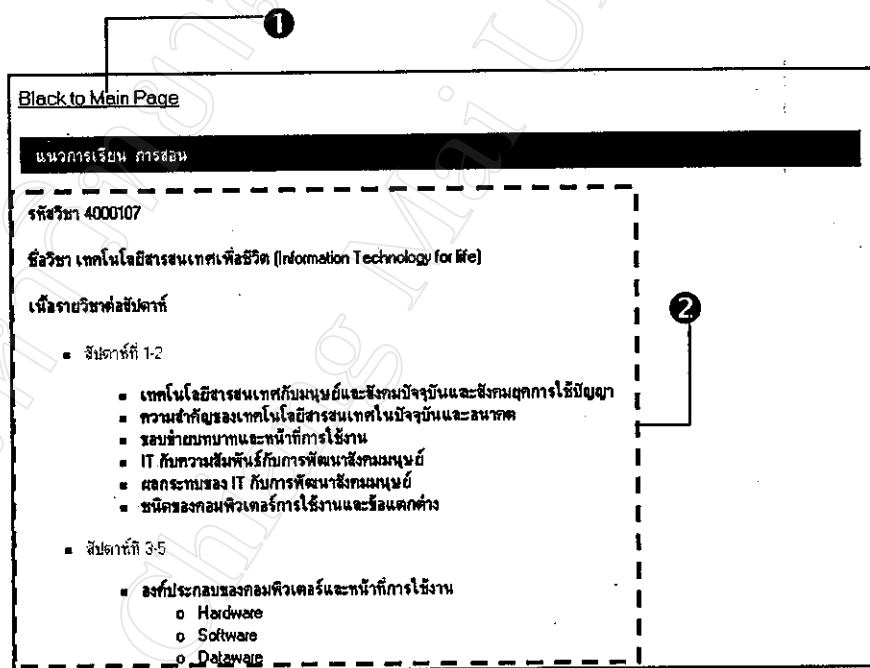 1
Black to Main Page
แนวการเรียน การสอน
รหัสวิชา 4000107
ชื่อวิชา เทคโนโลยีสารสนเทศเพื่อชีวิต (Information Technology for life)
เนื้อรายวิชาต่อสัปดาห์
2
▪ สัปดาห์ที่ 1-2
▪ เทคโนโลยีสารสนเทศกับมนุษย์และสังคมปัจจุบันและสังคมยุคการใช้ปัญญา
▪ ความสำคัญของเทคโนโลยีสารสนเทศในปัจจุบันและอนาคต
▪ ขอบข่ายบทบาทและหน้าที่การใช้งาน
▪ IT กับความสัมพันธ์กับการพัฒนาสังคมมนุษย์
▪ ผลกระทบของ IT กับการพัฒนาสังคมมนุษย์
▪ ชนิดของคอมพิวเตอร์การใช้งานและข้อแตกต่าง
▪ สัปดาห์ที่ 3-5
▪ องค์ประกอบของคอมพิวเตอร์และหน้าที่การใช้งาน
o Hardware
o Software
o Dataware